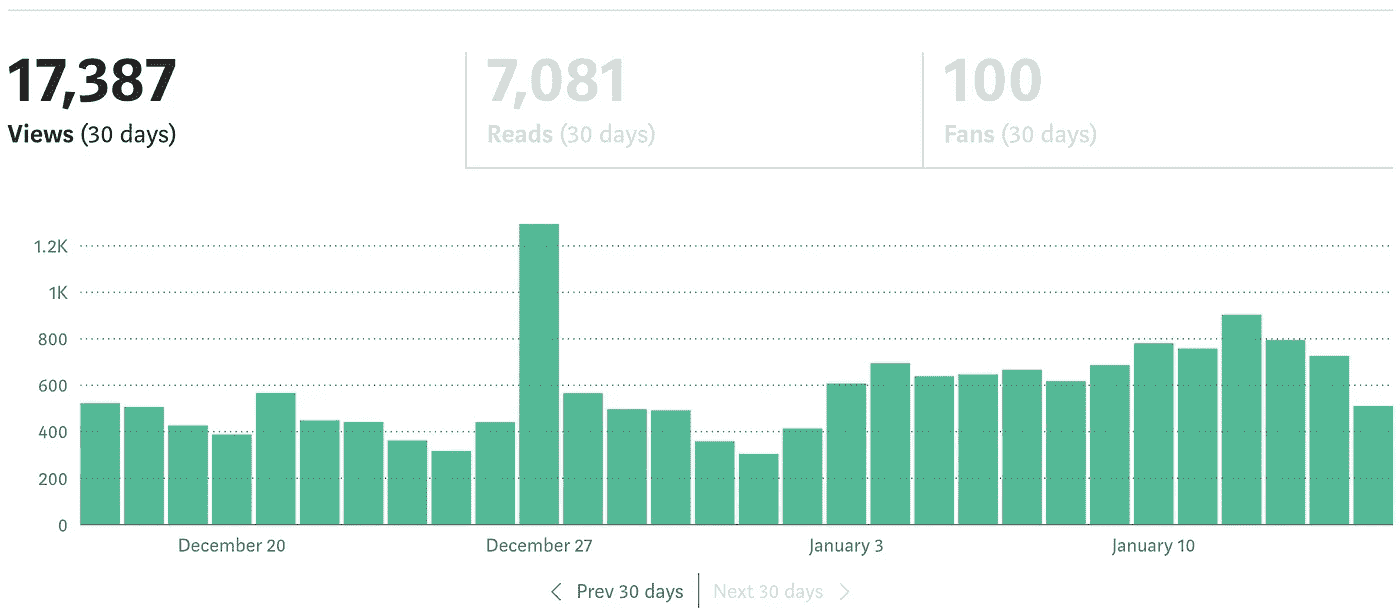 17,387
Views (30 days)
7,081
Reads (30 days)
100
Fans (30 days)
1.2K
1K
800
600
400
200
0
December 20
December 27
January 3
January 10
Prev 30 days
Next 30 days